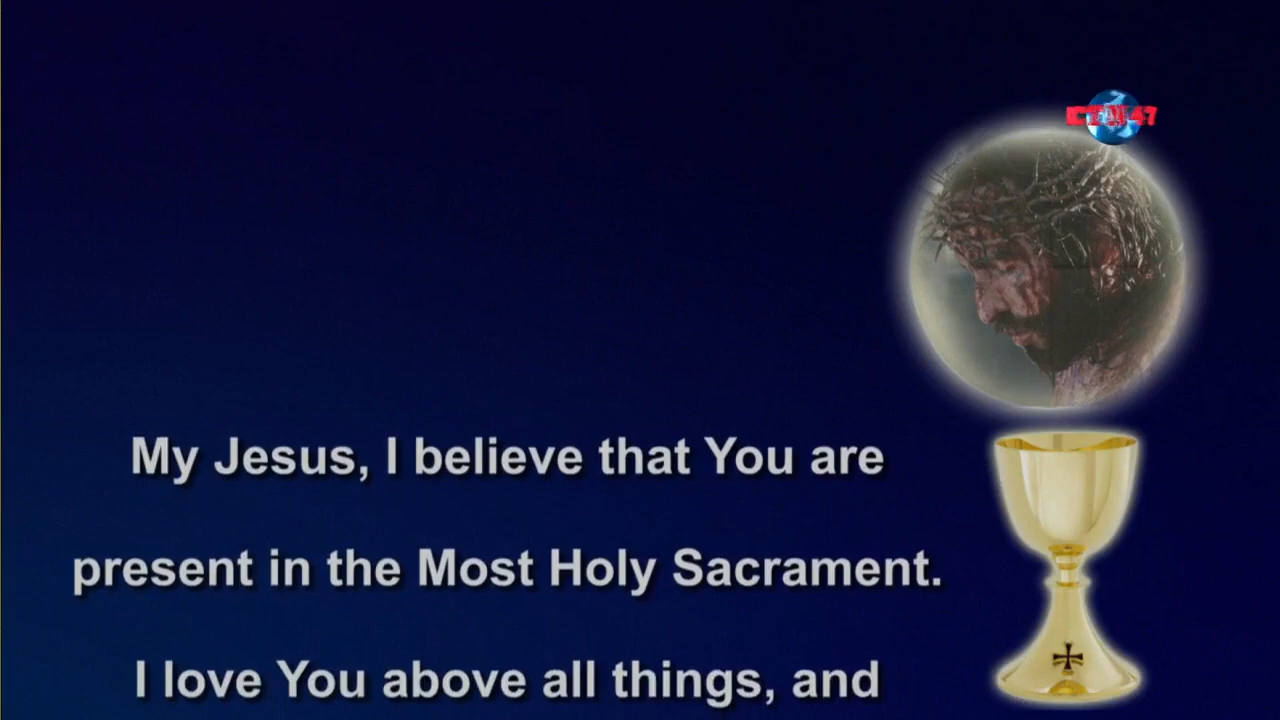 CTN47
My Jesus, I believe that You are
present in the Most Holy Sacrament.
I love You above all things, and